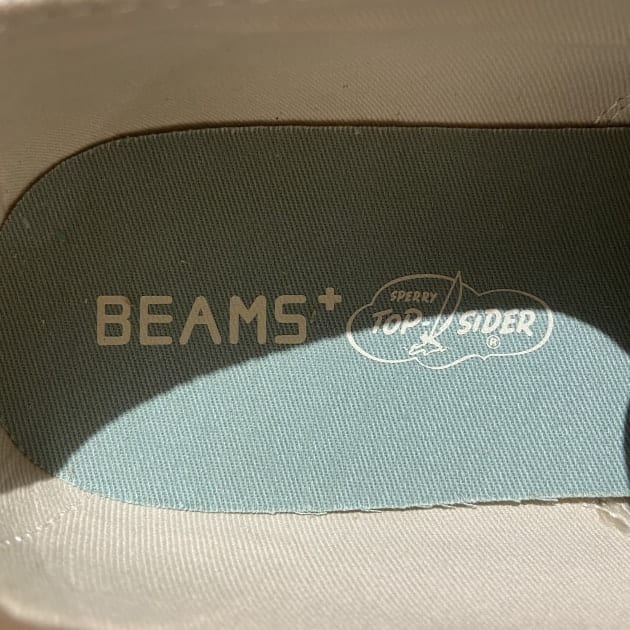 BEAMS+
SPERRY
TOP-SIDER
®